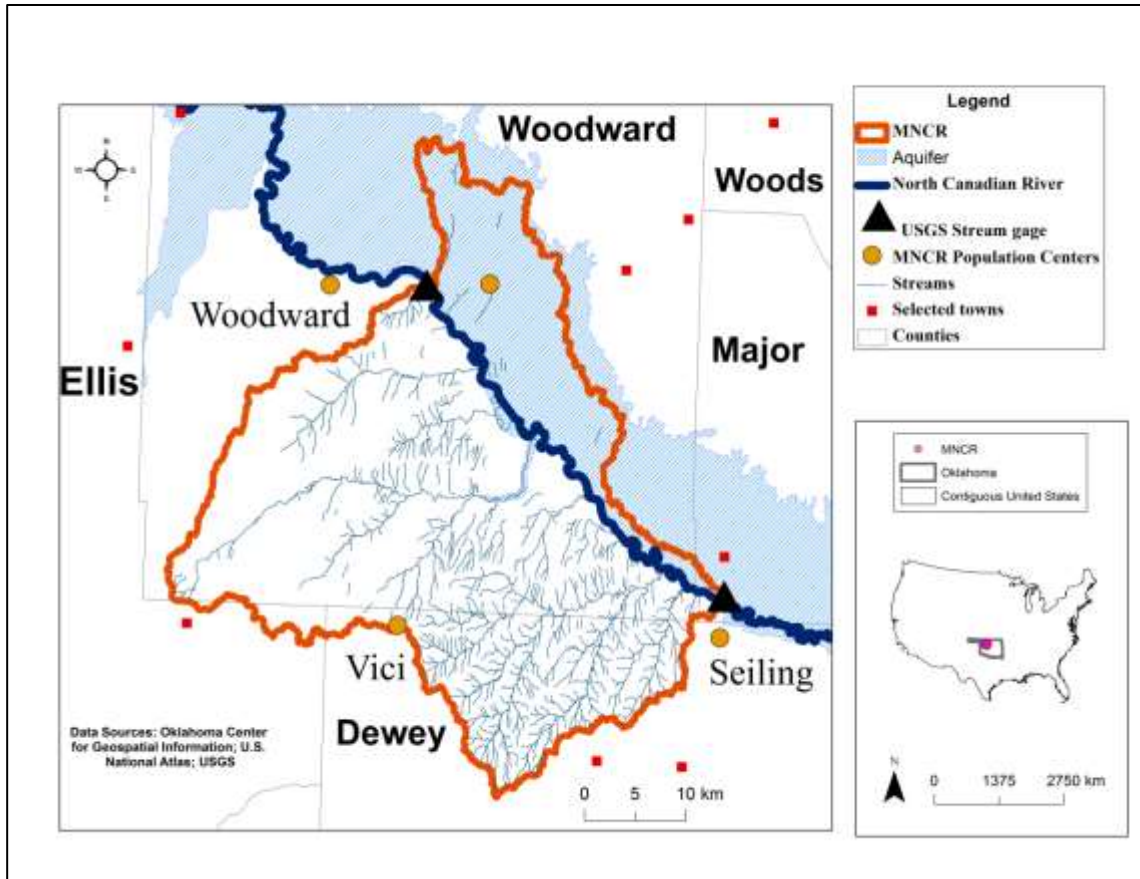 Woodward
Woods
Woodward
Ellis
Major
Vici
Seiling
Dewey
Data Sources: Oklahoma Center
for Geospatial Information; U.S.
National Atlas; USGS
0 5 10 km
Legend
MNCR
Aquifer
North Canadian River
USGS Stream gage
MNCR Population Centers
Streams
Selected towns
Counties
MNCR
Oklahoma
Contiguous United States
N
0 1375 2750 km